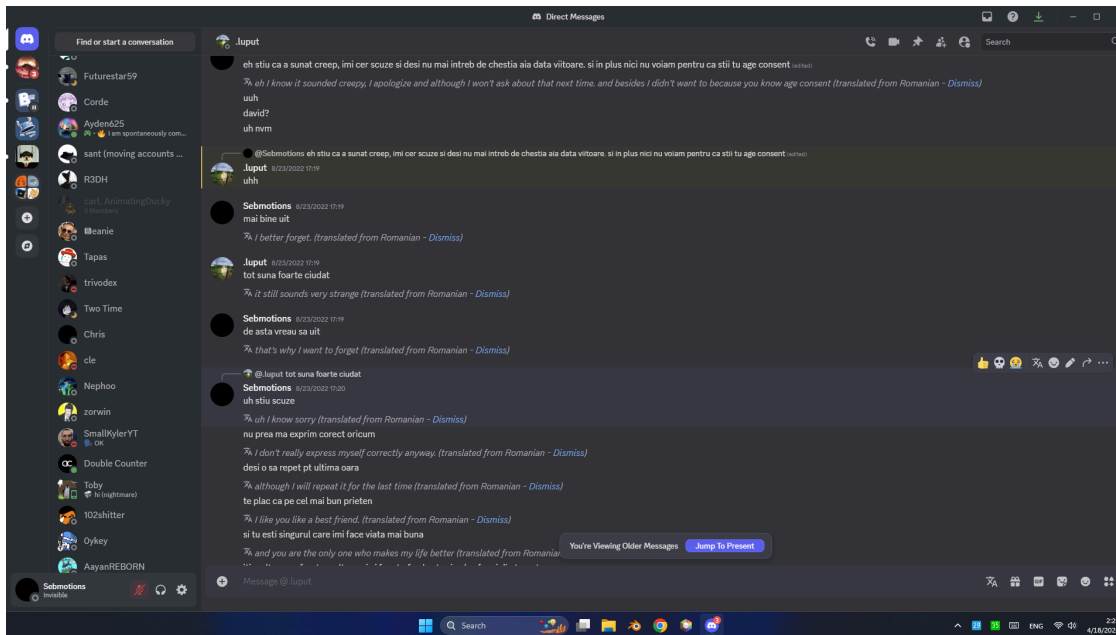 Direct Messages
Find or start a conversation
.luput
Search
Futurestar59
Corde
Ayden625
I am spontaneously com...
sant (moving accounts ...
R3DH
carl, AnimatingDucky
3 Members
Beanie
Tapas
trivodex
Two Time
Chris
cle
Nephoo
zorwin
SmallKylerYT
OK
Double Counter
Toby
hi (nightmare)
102shitter
0ykey
AayanREBORN
Sebmotions
Invisible
eh stiu ca a sunat creep, imi cer scuze si desi nu mai intreb de chestia aia data viitoare. si in plus nici nu voiam pentru ca stii tu age consent (edited)
eh I know it sounded creepy, I apologize and although I won't ask about that next time. and besides I didn't want to because you know age consent (translated from Romanian - Dismiss)
uuh
david?
uh nvm
@Sebmotions eh stiu ca a sunat creep, imi cer scuze si desi nu mai intreb de chestia aia data viitoare. si in plus nici nu voiam pentru ca stii tu age consent (edited)
.luput 8/23/2022 17:19
uhh
Sebmotions 8/23/2022 17:19
mai bine uit
I better forget. (translated from Romanian - Dismiss)
.luput 8/23/2022 17:19
tot suna foarte ciudat
it still sounds very strange (translated from Romanian - Dismiss)
Sebmotions 8/23/2022 17:19
de asta vreau sa uit
that's why I want to forget (translated from Romanian - Dismiss)
@.luput tot suna foarte ciudat
Sebmotions 8/23/2022 17:20
uh stiu scuze
uh I know sorry (translated from Romanian - Dismiss)
nu prea ma exprim corect oricum
I don't really express myself correctly anyway. (translated from Romanian - Dismiss)
desi o sa repet pt ultima oara
although I will repeat it for the last time (translated from Romanian - Dismiss)
te plac ca pe cel mai bun prieten
I like you like a best friend. (translated from Romanian - Dismiss)
si tu esti singurul care imi face viata mai buna
and you are the only one who makes my life better (translated from Romanian
You're Viewing Older Messages
Jump To Present
Message @.luput
GIF
Search
ENG